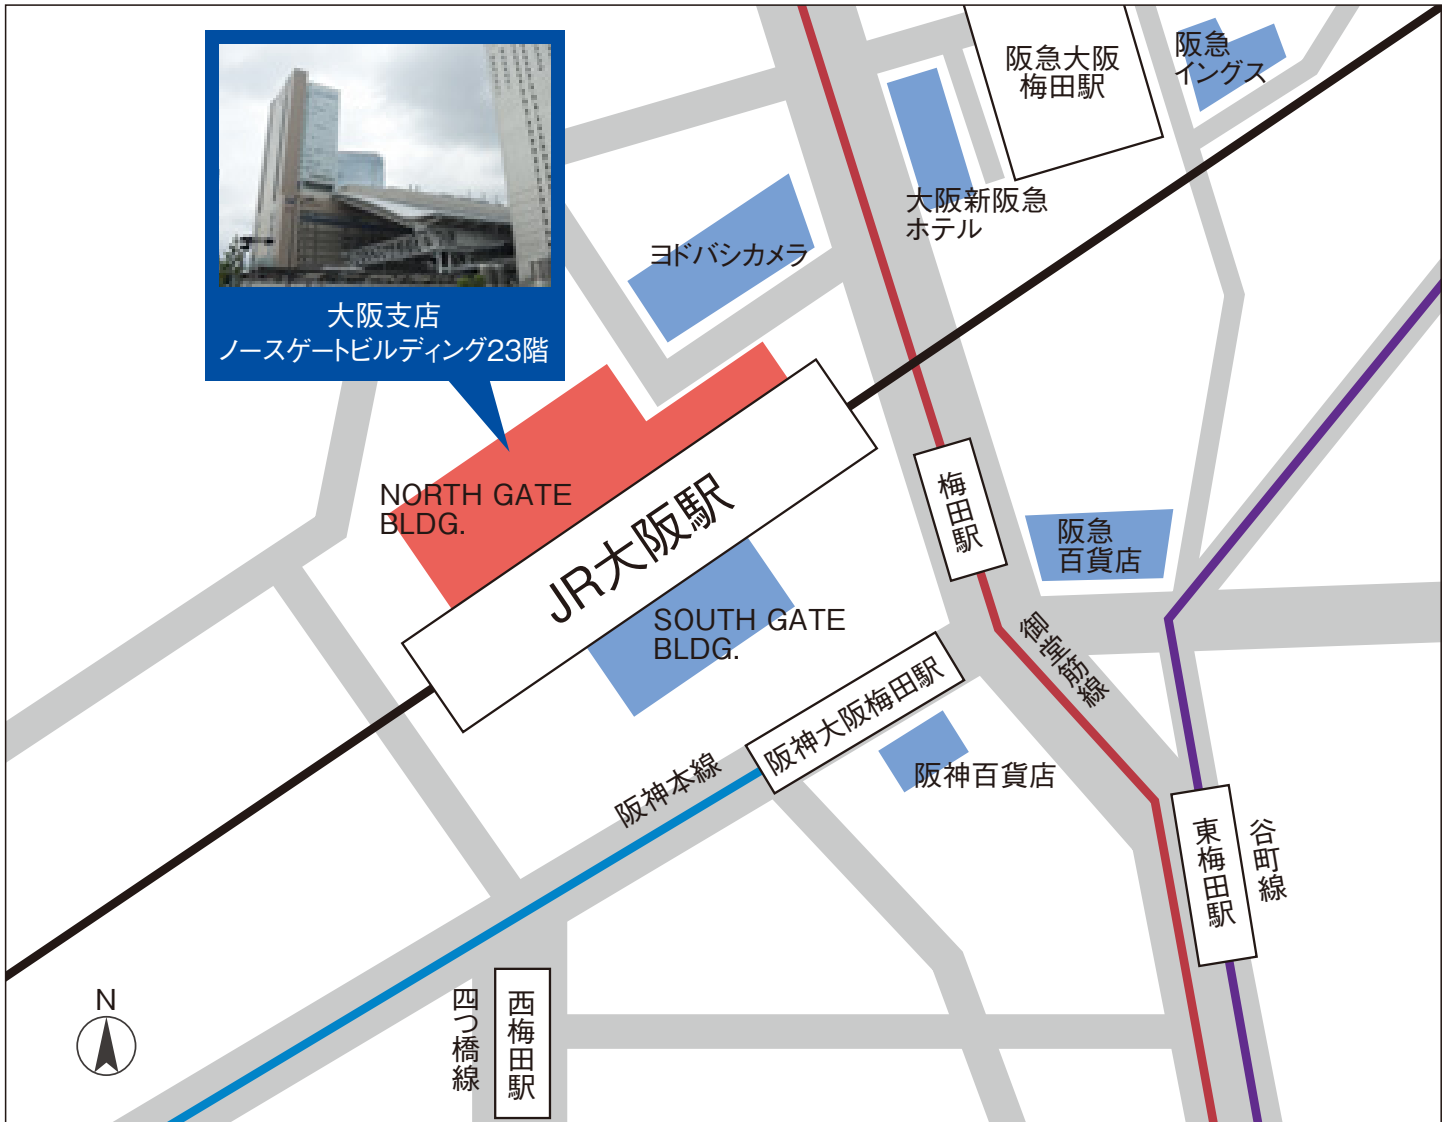 阪急大阪
梅田駅
阪急
イングス
大阪新阪急
ホテル
ヨドバシカメラ
大阪支店
ノースゲートビルディング23階
NORTH GATE
BLDG.
JR大阪駅
梅田駅
阪急
百貨店
SOUTH GATE
BLDG.
御堂筋線
阪神大阪梅田駅
阪神百貨店
阪神本線
東梅田駅
谷町線
N
四つ橋線
西梅田駅